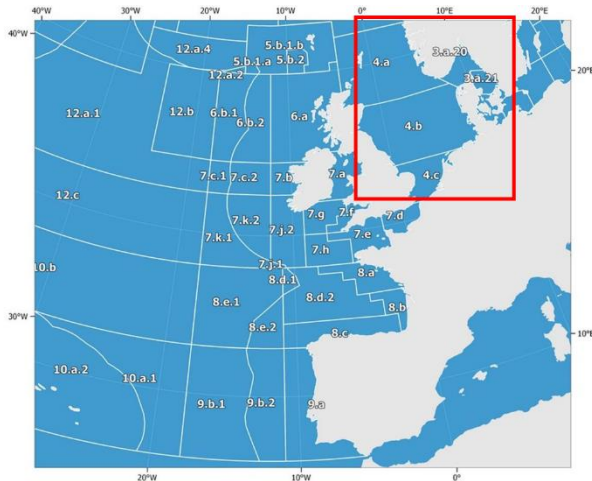 40°W 30°W 20°W 10°W 0° 10°E 20°E
40°W
20°E
12.a.4
5.b.1.b
5.b.1.a
5.b.2
12.a.2
4.a
3.a.20
3.a.21
12.a.1
12.b
6.b.1
6.b.2
6.a
4.b
7.c.1
7.c.2
7.b
7.a
4.c
12.c
7.k.2
7.j.2
7.g
7.f
7.d
7.k.1
7.e
7.h
7.j.1
10.b
8.d.1
8.a
8.e.1
8.d.2
8.b
30°W
8.e.2
8.c
10°E
10.a.2
10.a.1
9.b.1
9.b.2
9.a
20°W 10°W 0°